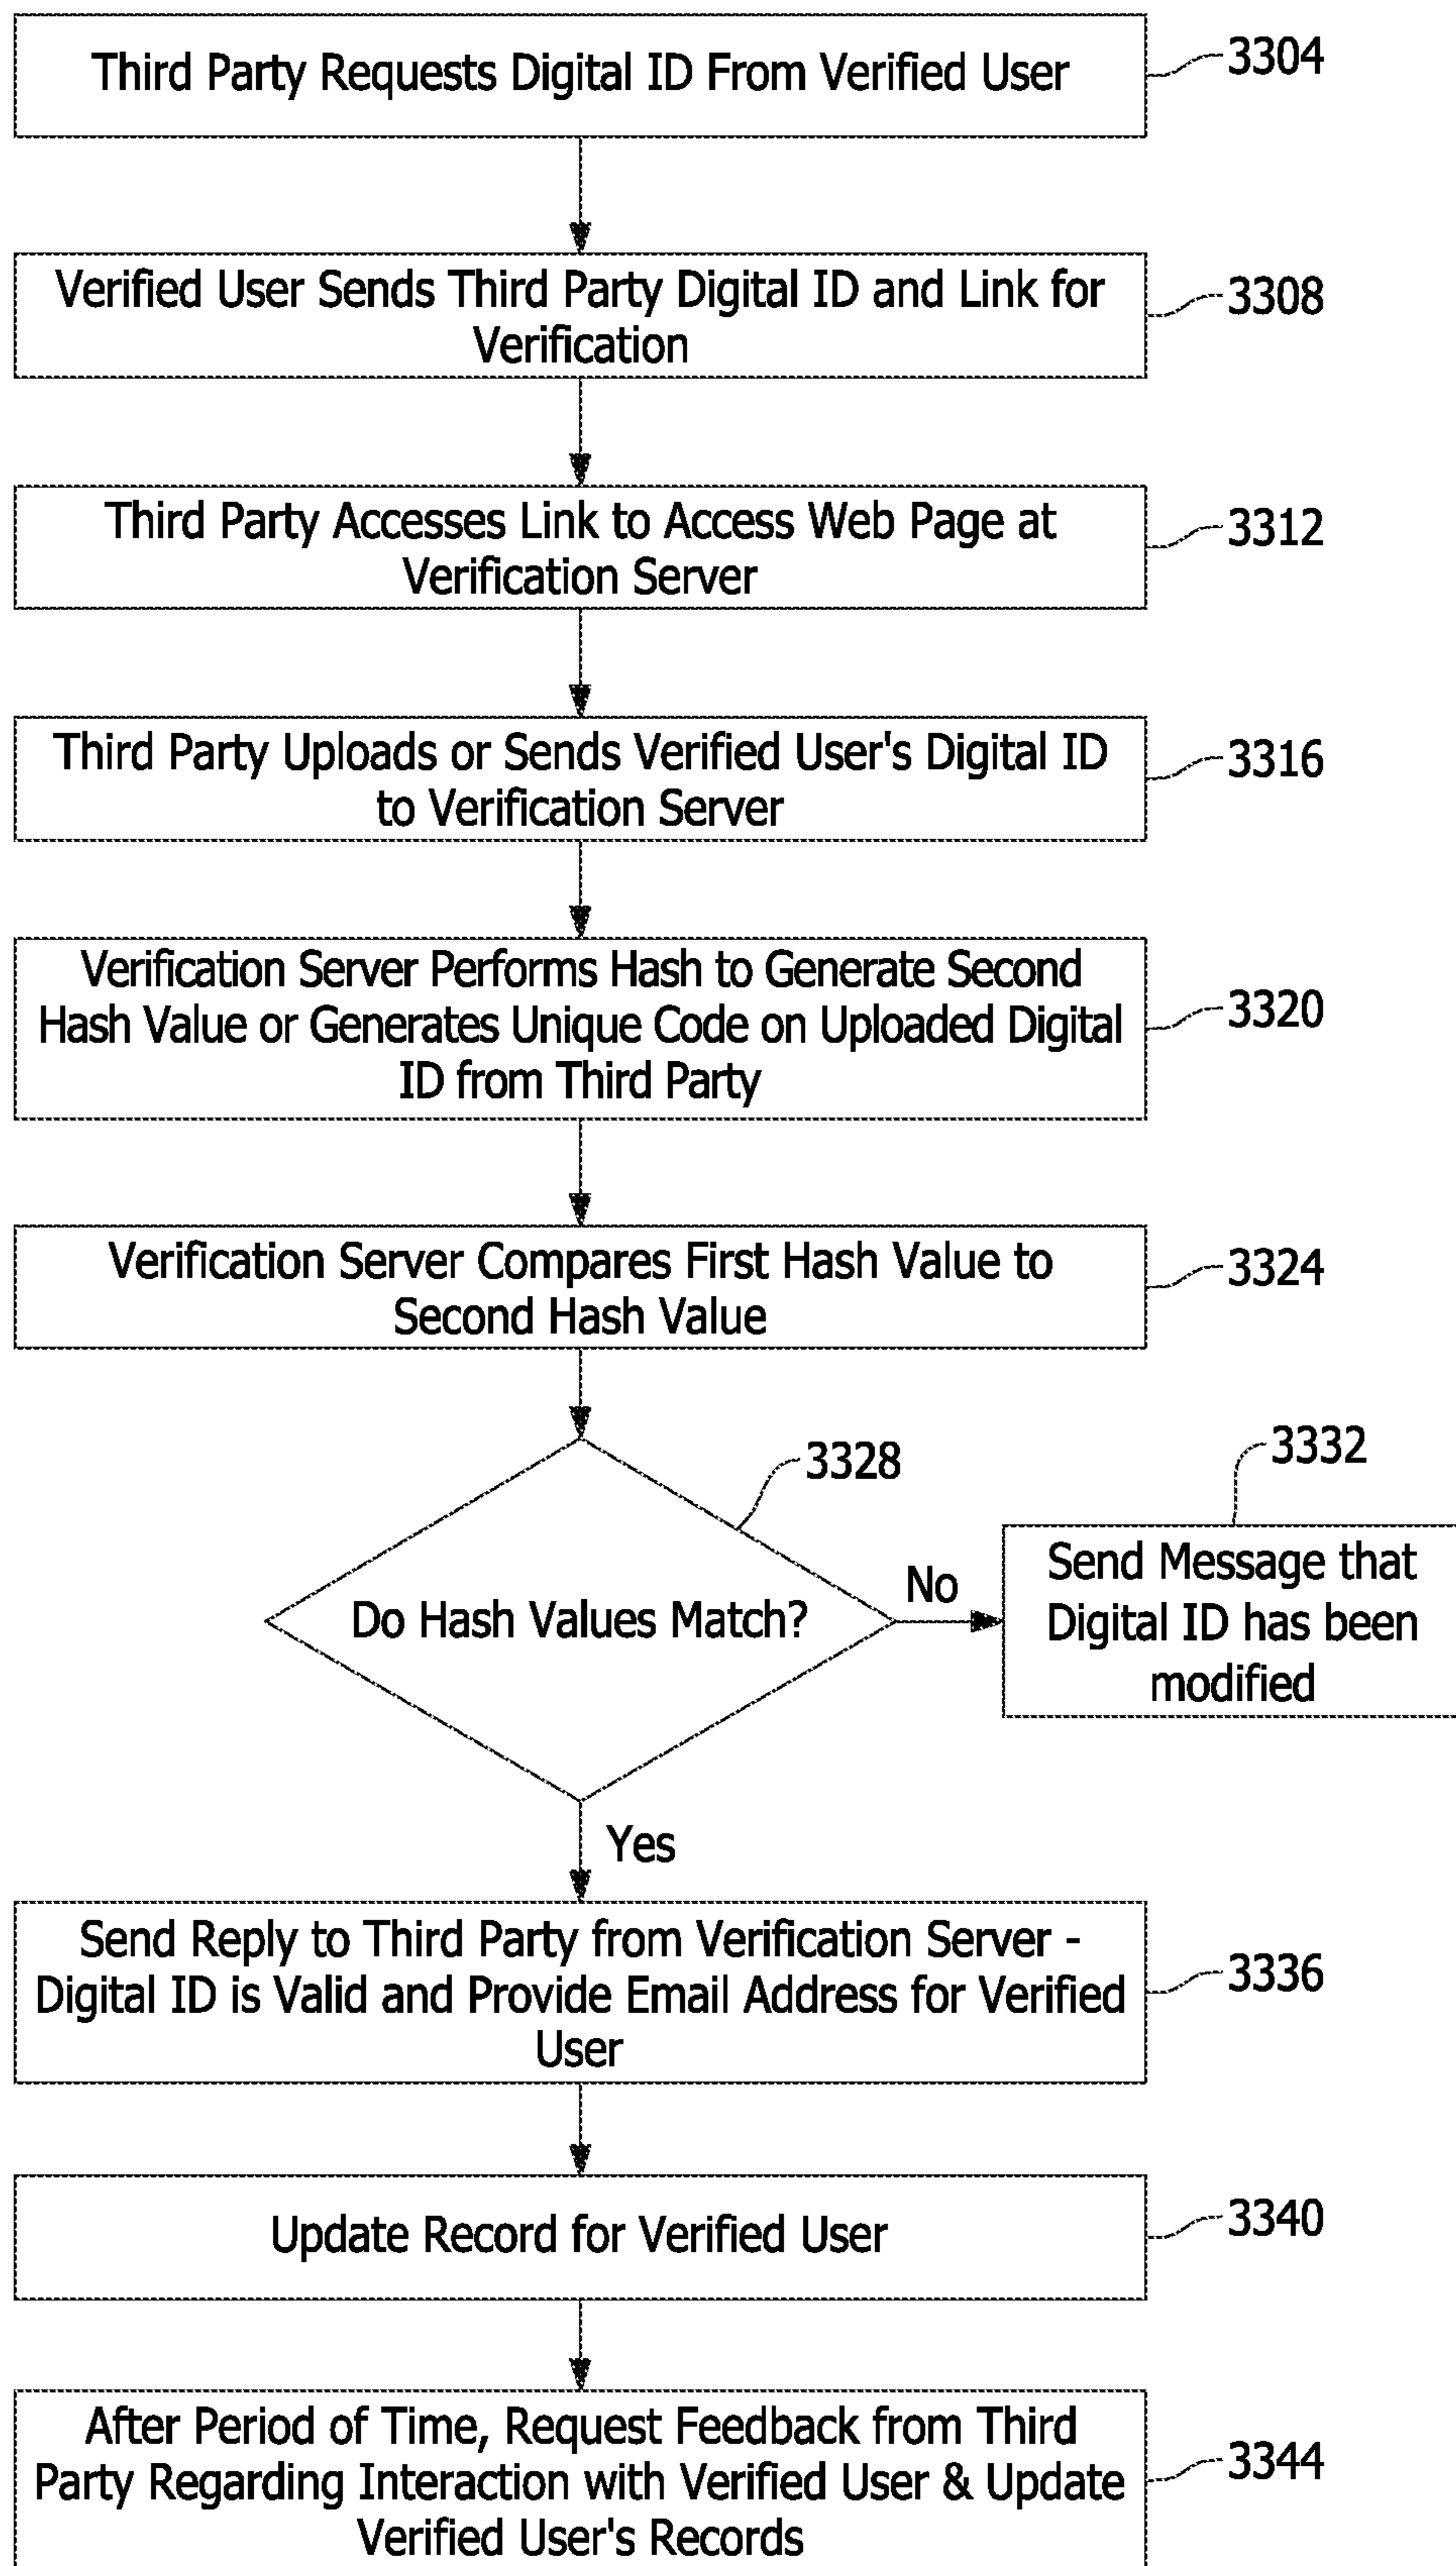 Third Party Requests Digital ID From Verified User
3304
Verified User Sends Third Party Digital ID and Link for
Verification
3308
Third Party Accesses Link to Access Web Page at
Verification Server
3312
Third Party Uploads or Sends Verified User's Digital ID
to Verification Server
3316
Verification Server Performs Hash to Generate Second
Hash Value or Generates Unique Code on Uploaded Digital
ID from Third Party
3320
Verification Server Compares First Hash Value to
Second Hash Value
3324
Do Hash Values Match?
3328
No
3332
Send Message that
Digital ID has been
modified
Yes
Send Reply to Third Party from Verification Server -
Digital ID is Valid and Provide Email Address for Verified
User
3336
Update Record for Verified User
3340
After Period of Time, Request Feedback from Third
Party Regarding Interaction with Verified User & Update
Verified User's Records
3344